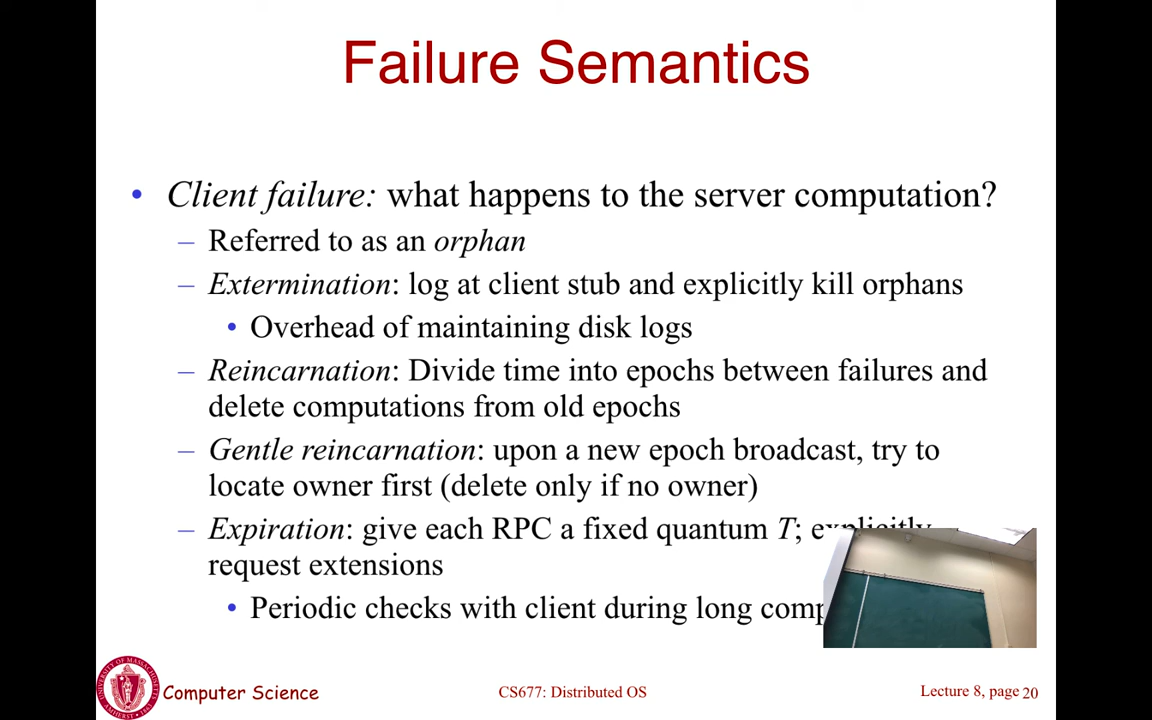 Failure Semantics
• Client failure: what happens to the server computation?
– Referred to as an orphan
– Extermination: log at client stub and explicitly kill orphans
• Overhead of maintaining disk logs
– Reincarnation: Divide time into epochs between failures and
delete computations from old epochs
– Gentle reincarnation: upon a new epoch broadcast, try to
locate owner first (delete only if no owner)
– Expiration: give each RPC a fixed quantum T; explicitly
request extensions
• Periodic checks with client during long
Computer Science
CS677: Distributed OS
Lecture 8, page 20